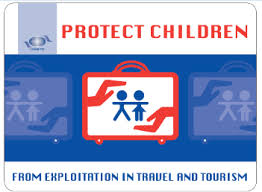 PROTECT CHILDREN
FROM EXPLOITATION IN TRAVEL AND TOURISM